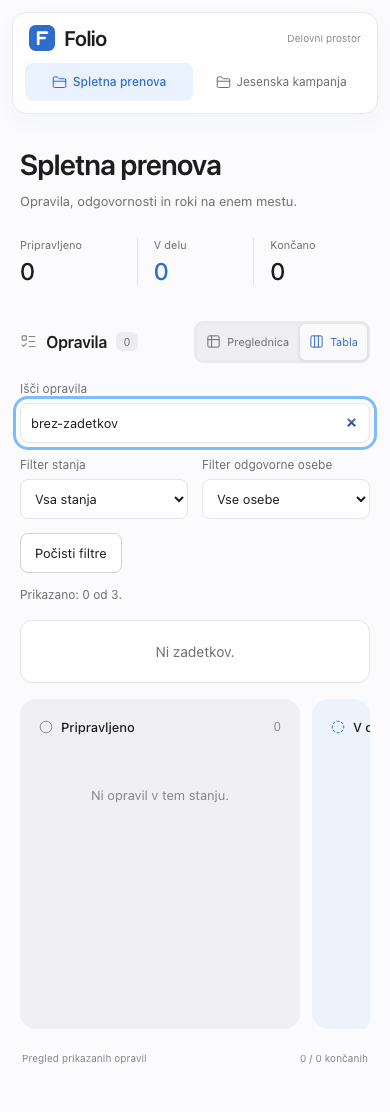 Folio
Delovni prostor
Spletna prenova
Jesenska kampanja
Spletna prenova
Opravila, odgovornosti in roki na enem mestu.
Pripravljeno
V delu
Končano
0
0
0
Opravila 0
Preglednica
Tabla
Išči opravila
brez-zadetkov
Filter stanja
Filter odgovorne osebe
Vsa stanja
Vse osebe
Počisti filtre
Prikazano: 0 od 3.
Ni zadetkov.
Pripravljeno 0
V
Ni opravil v tem stanju.
Pregled prikazanih opravil
0 / 0 končanih